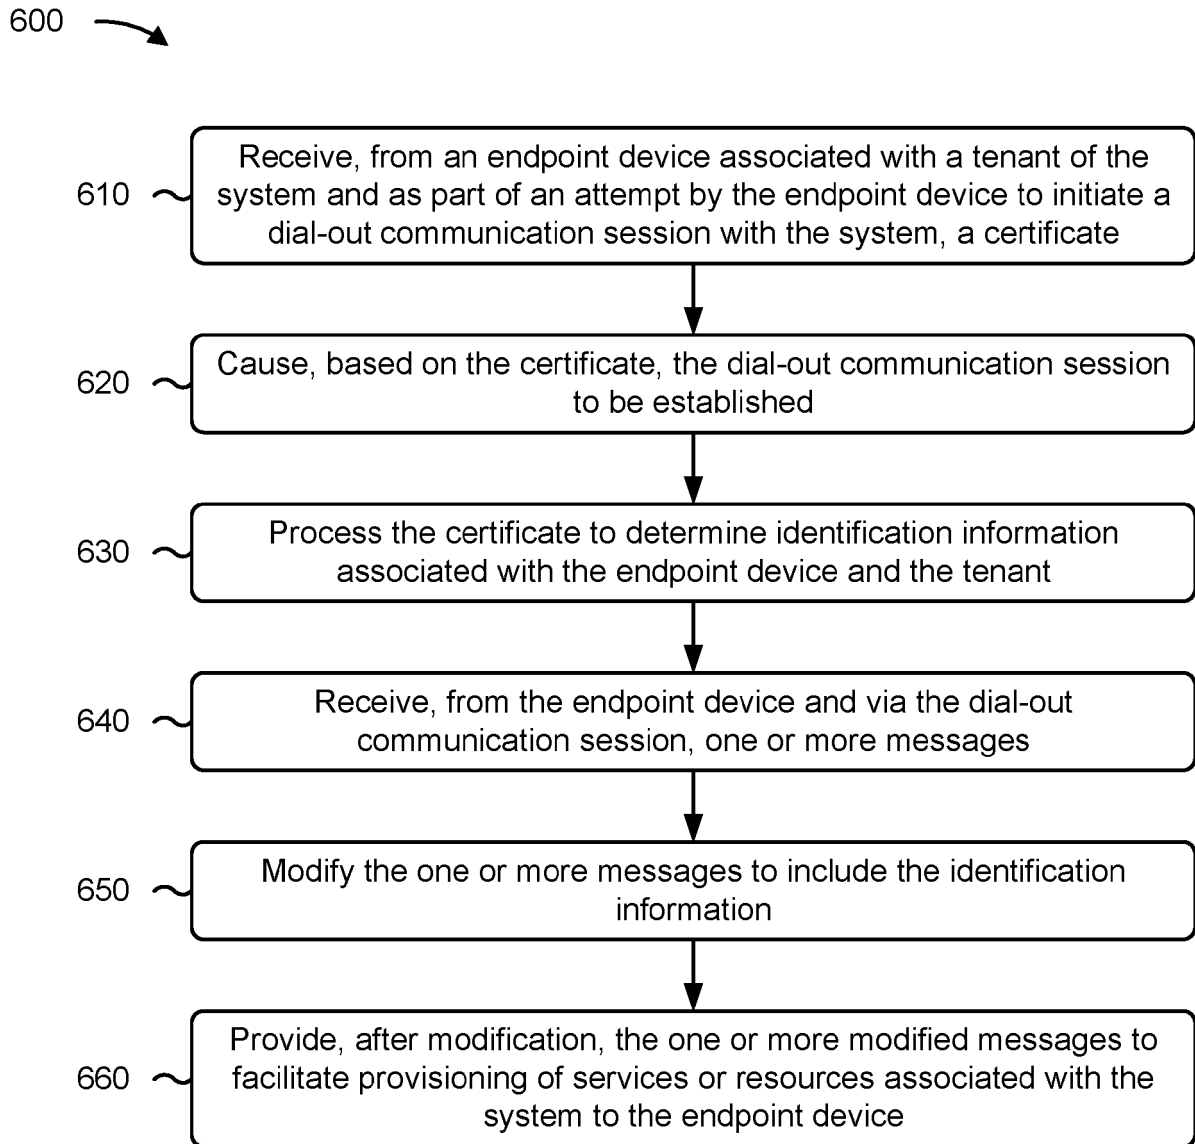 600
610
Receive, from an endpoint device associated with a tenant of the
system and as part of an attempt by the endpoint device to initiate a
dial-out communication session with the system, a certificate
620
Cause, based on the certificate, the dial-out communication session
to be established
630
Process the certificate to determine identification information
associated with the endpoint device and the tenant
640
Receive, from the endpoint device and via the dial-out
communication session, one or more messages
650
Modify the one or more messages to include the identification
information
660
Provide, after modification, the one or more modified messages to
facilitate provisioning of services or resources associated with the
system to the endpoint device